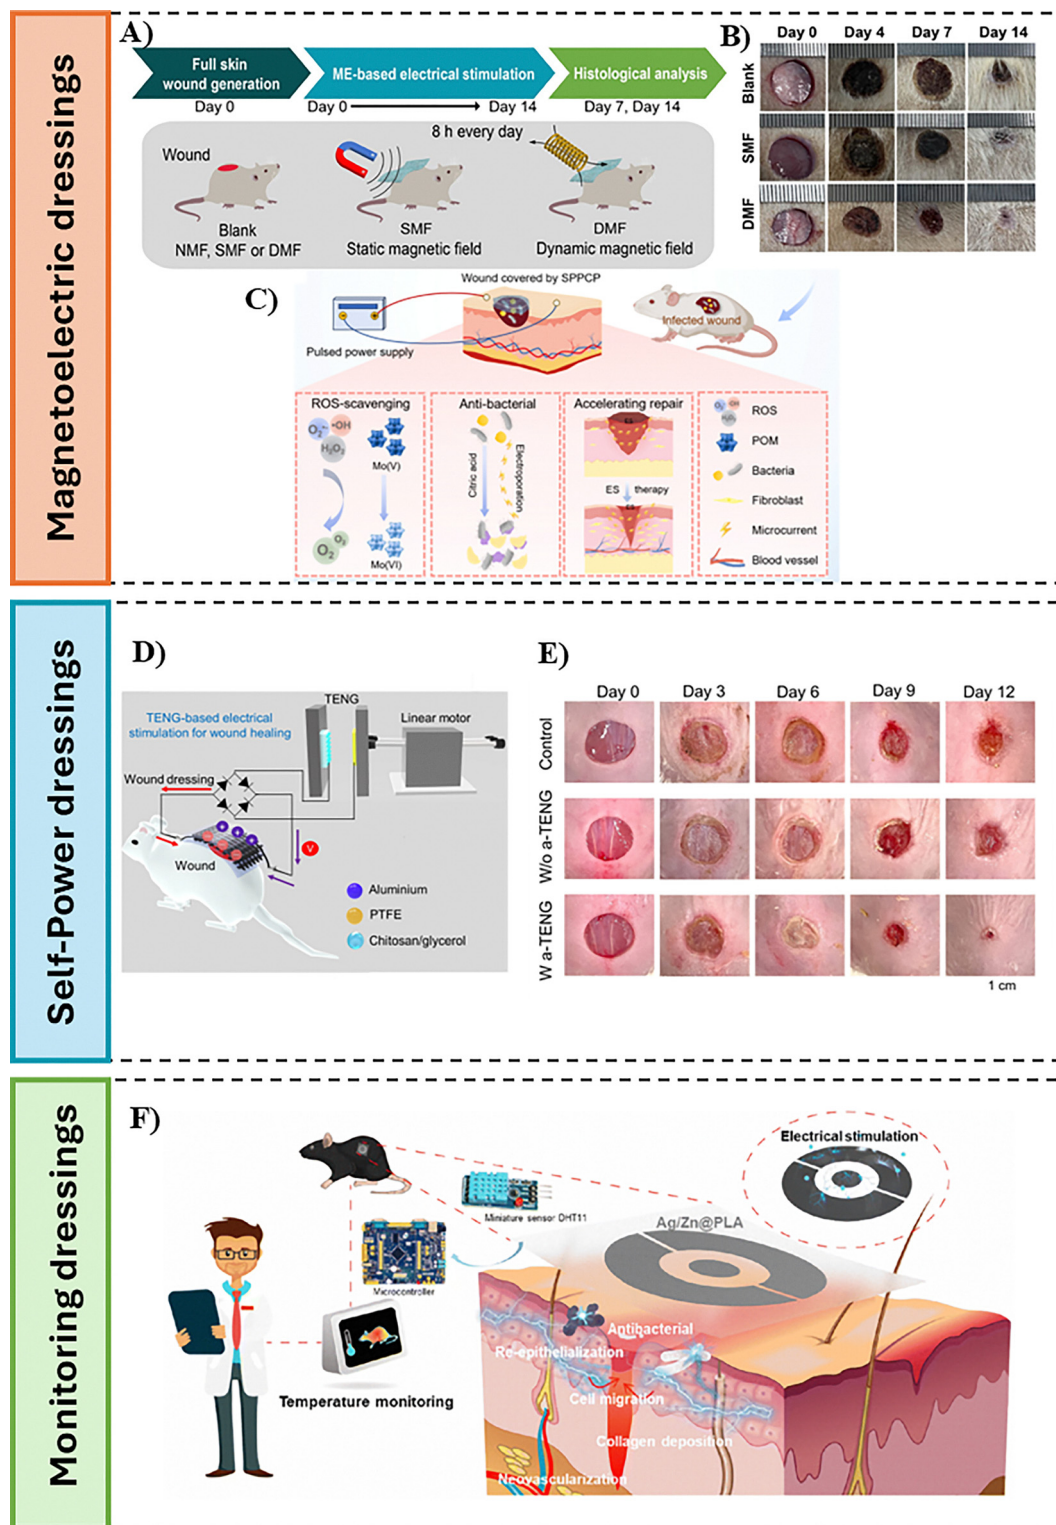 Magnetoelectric dressings
A)
Full skin
wound generation
ME-based electrical stimulation
Histological analysis
Day 0
Day 0
Day 14
Day 7, Day 14
8 h every day
Wound
Blank
NMF, SMF or DMF
SMF
Static magnetic field
DMF
Dynamic magnetic field
B)
Day 0 Day 4 Day 7 Day 14
Blank
SMF
DMF
C)
Wound covered by SPPCP
Pulsed power supply
Infected wound
ROS-scavenging
O₂•⁻
•OH
H₂O₂
Mo(V)
O₂
O₂
Mo(VI)
Anti-bacterial
Citric acid
Electroporation
Accelerating repair
ES
ES therapy
ES
O₂•⁻ •OH
H₂O₂
ROS
POM
Bacteria
Fibroblast
Microcurrent
Blood vessel
Self-Power dressings
D)
TENG-based electrical
stimulation for wound healing
TENG
Linear motor
Wound dressing
V
Wound
Aluminium
PTFE
Chitosan/glycerol
E)
Day 0 Day 3 Day 6 Day 9 Day 12
Control
W/o a-TENG
W a-TENG
1 cm
Monitoring dressings
F)
Electrical stimulation
Miniature sensor DHT11
Ag/Zn@PLA
Microcontroller
Temperature monitoring
Antibacterial
Re-epithelialization
Cell migration
Collagen deposition
Neovascularization